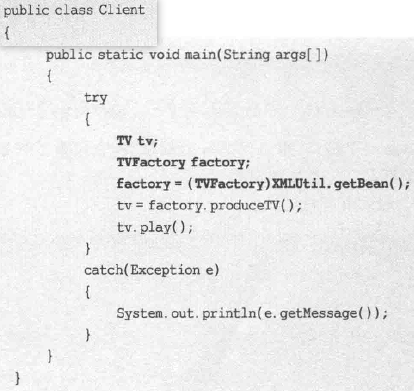 public class Client
{
public static void main(String args[])
{
try
{
TV tv;
TVFactory factory;
factory = (TVFactory)XMLUtil.getBean();
tv = factory.produceTV();
tv.play();
}
catch(Exception e)
{
System.out.println(e.getMessage());
}
}
}